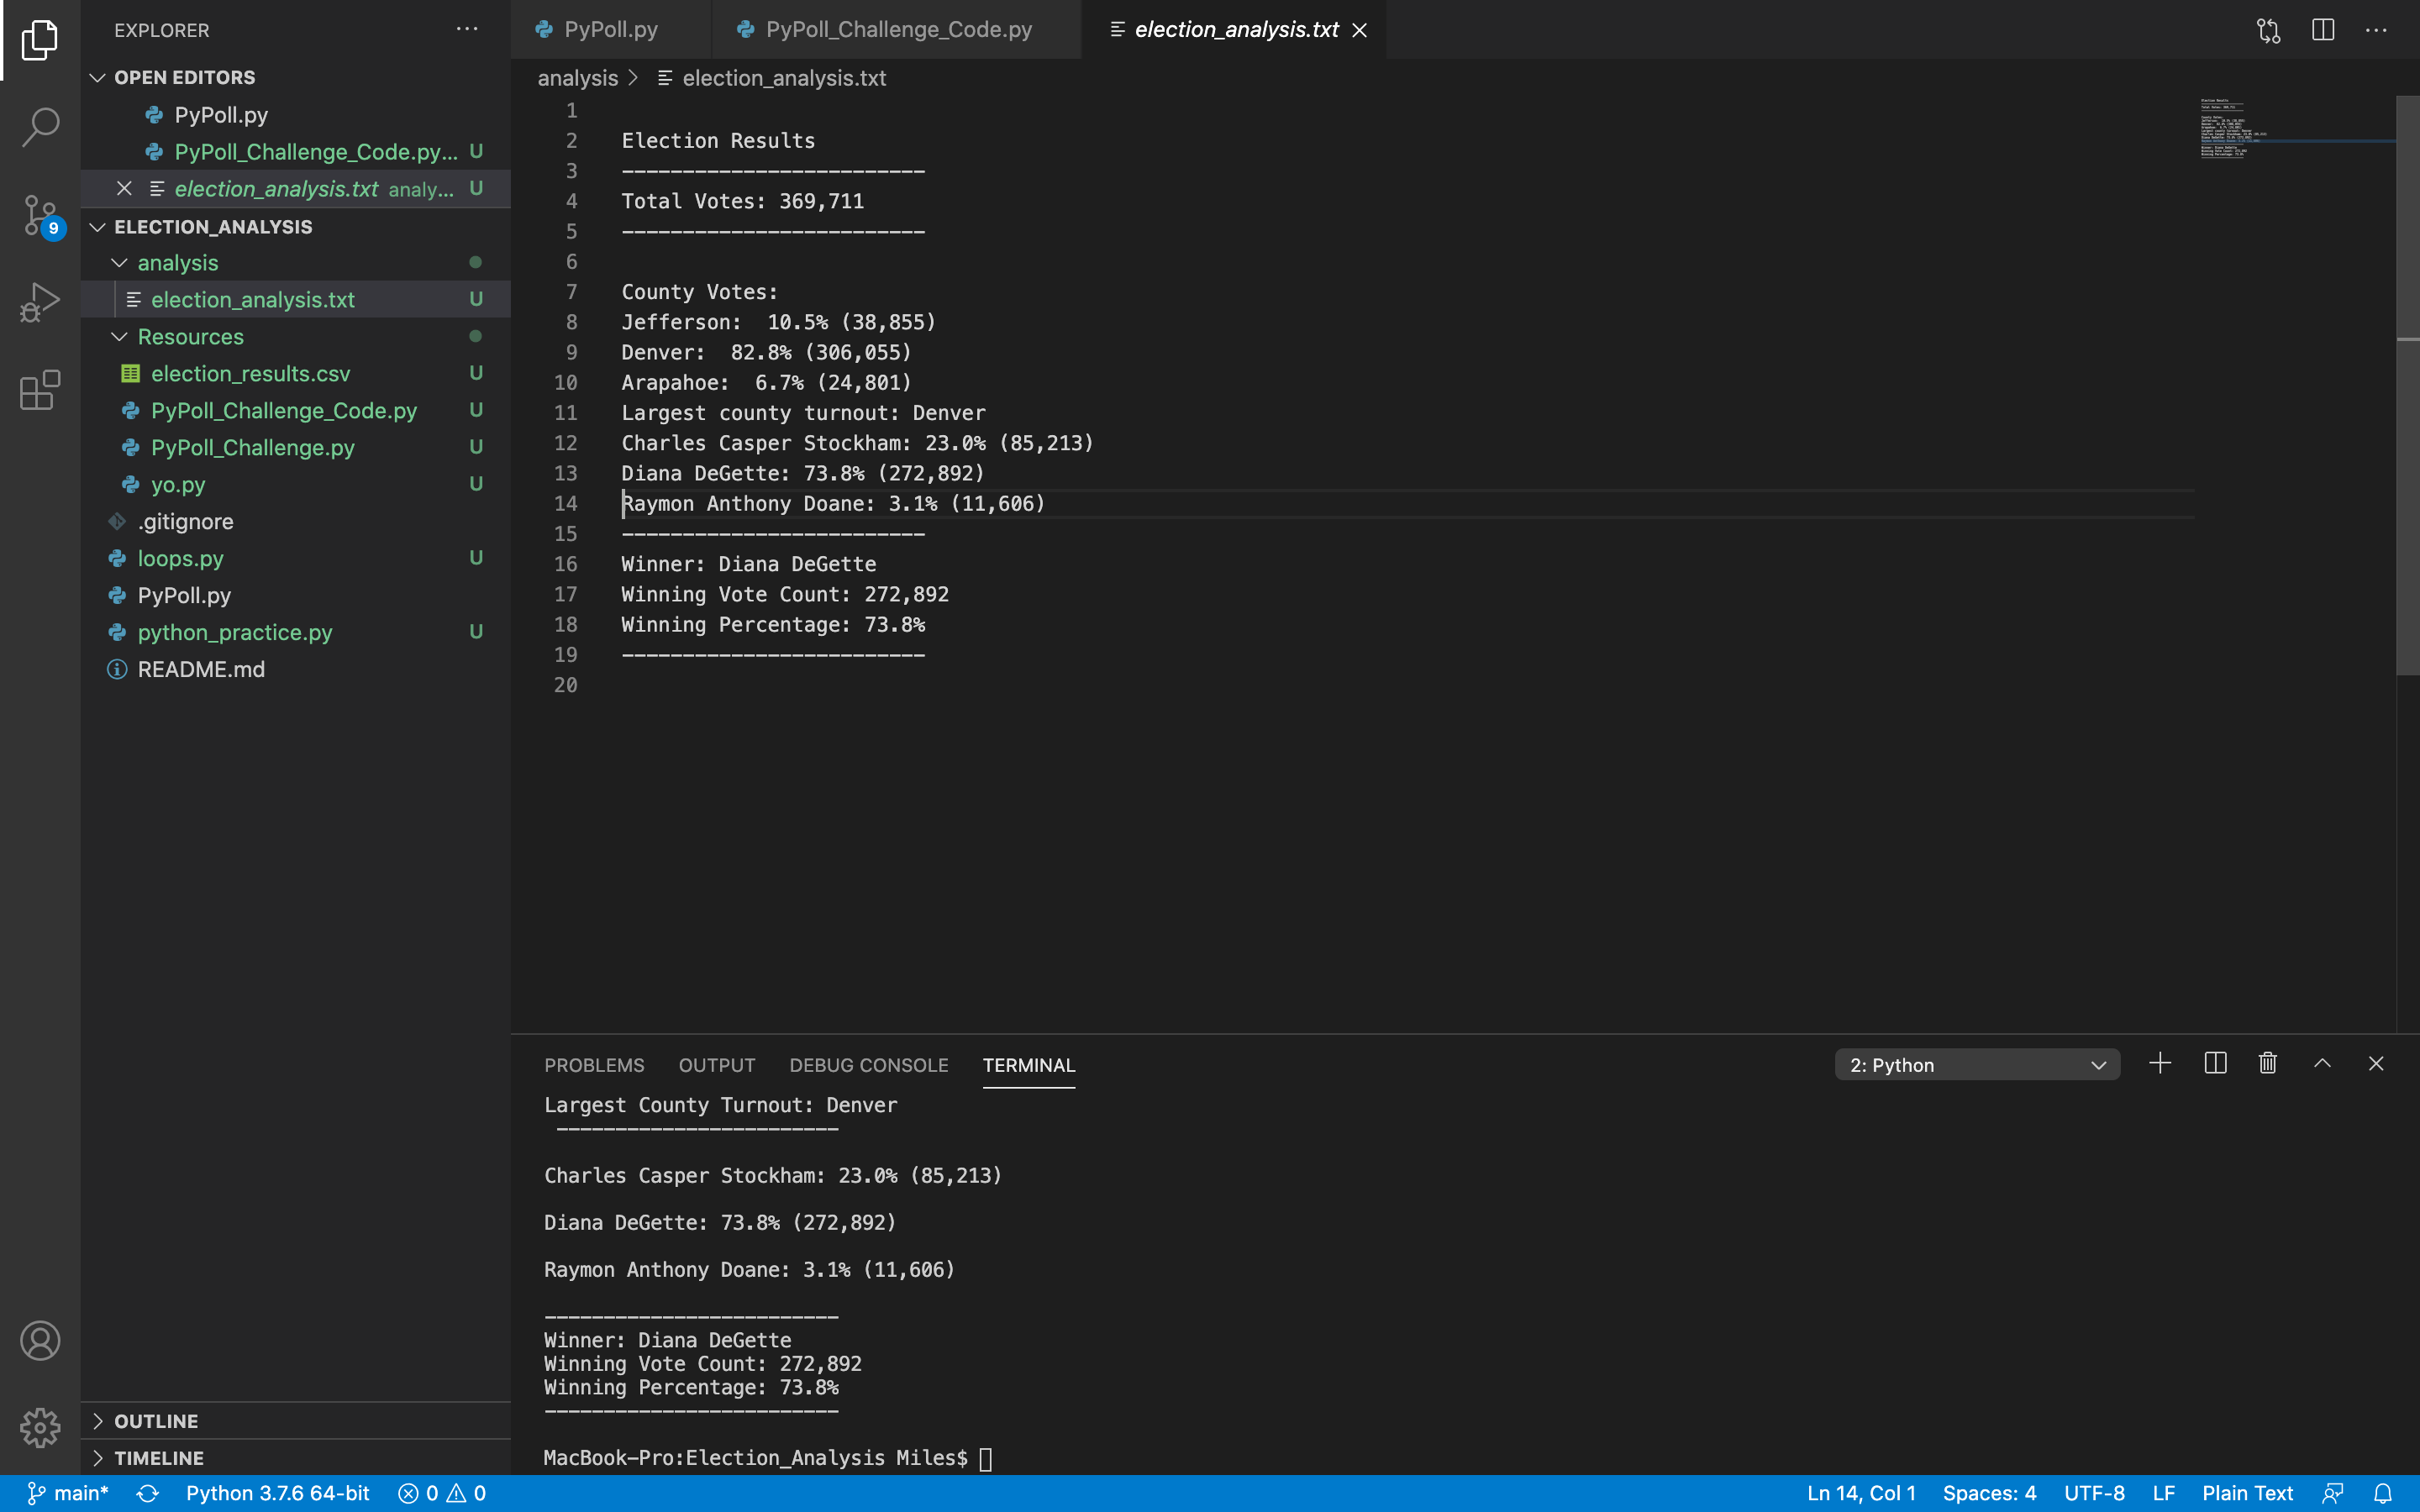 EXPLORER
PyPoll.py
PyPoll_Challenge_Code.py
election_analysis.txt
OPEN EDITORS
PyPoll.py
PyPoll_Challenge_Code.py... U
election_analysis.txt analy... U
9
ELECTION_ANALYSIS
analysis
election_analysis.txt U
Resources
election_results.csv U
PyPoll_Challenge_Code.py U
PyPoll_Challenge.py U
yo.py U
.gitignore
loops.py U
PyPoll.py
python_practice.py U
README.md
OUTLINE
TIMELINE
analysis > election_analysis.txt
1
2 Election Results
3 -------------------------
4 Total Votes: 369,711
5 -------------------------
6
7 County Votes:
8 Jefferson:  10.5% (38,855)
9 Denver:  82.8% (306,055)
10 Arapahoe:  6.7% (24,801)
11 Largest county turnout: Denver
12 Charles Casper Stockham: 23.0% (85,213)
13 Diana DeGette: 73.8% (272,892)
14 Raymon Anthony Doane: 3.1% (11,606)
15 -------------------------
16 Winner: Diana DeGette
17 Winning Vote Count: 272,892
18 Winning Percentage: 73.8%
19 -------------------------
20
PROBLEMS OUTPUT DEBUG CONSOLE TERMINAL
2: Python
Largest County Turnout: Denver
 ------------------------
Charles Casper Stockham: 23.0% (85,213)
Diana DeGette: 73.8% (272,892)
Raymon Anthony Doane: 3.1% (11,606)
-------------------------
Winner: Diana DeGette
Winning Vote Count: 272,892
Winning Percentage: 73.8%
-------------------------
MacBook-Pro:Election_Analysis Miles$
main* Python 3.7.6 64-bit 0 0
Ln 14, Col 1 Spaces: 4 UTF-8 LF Plain Text